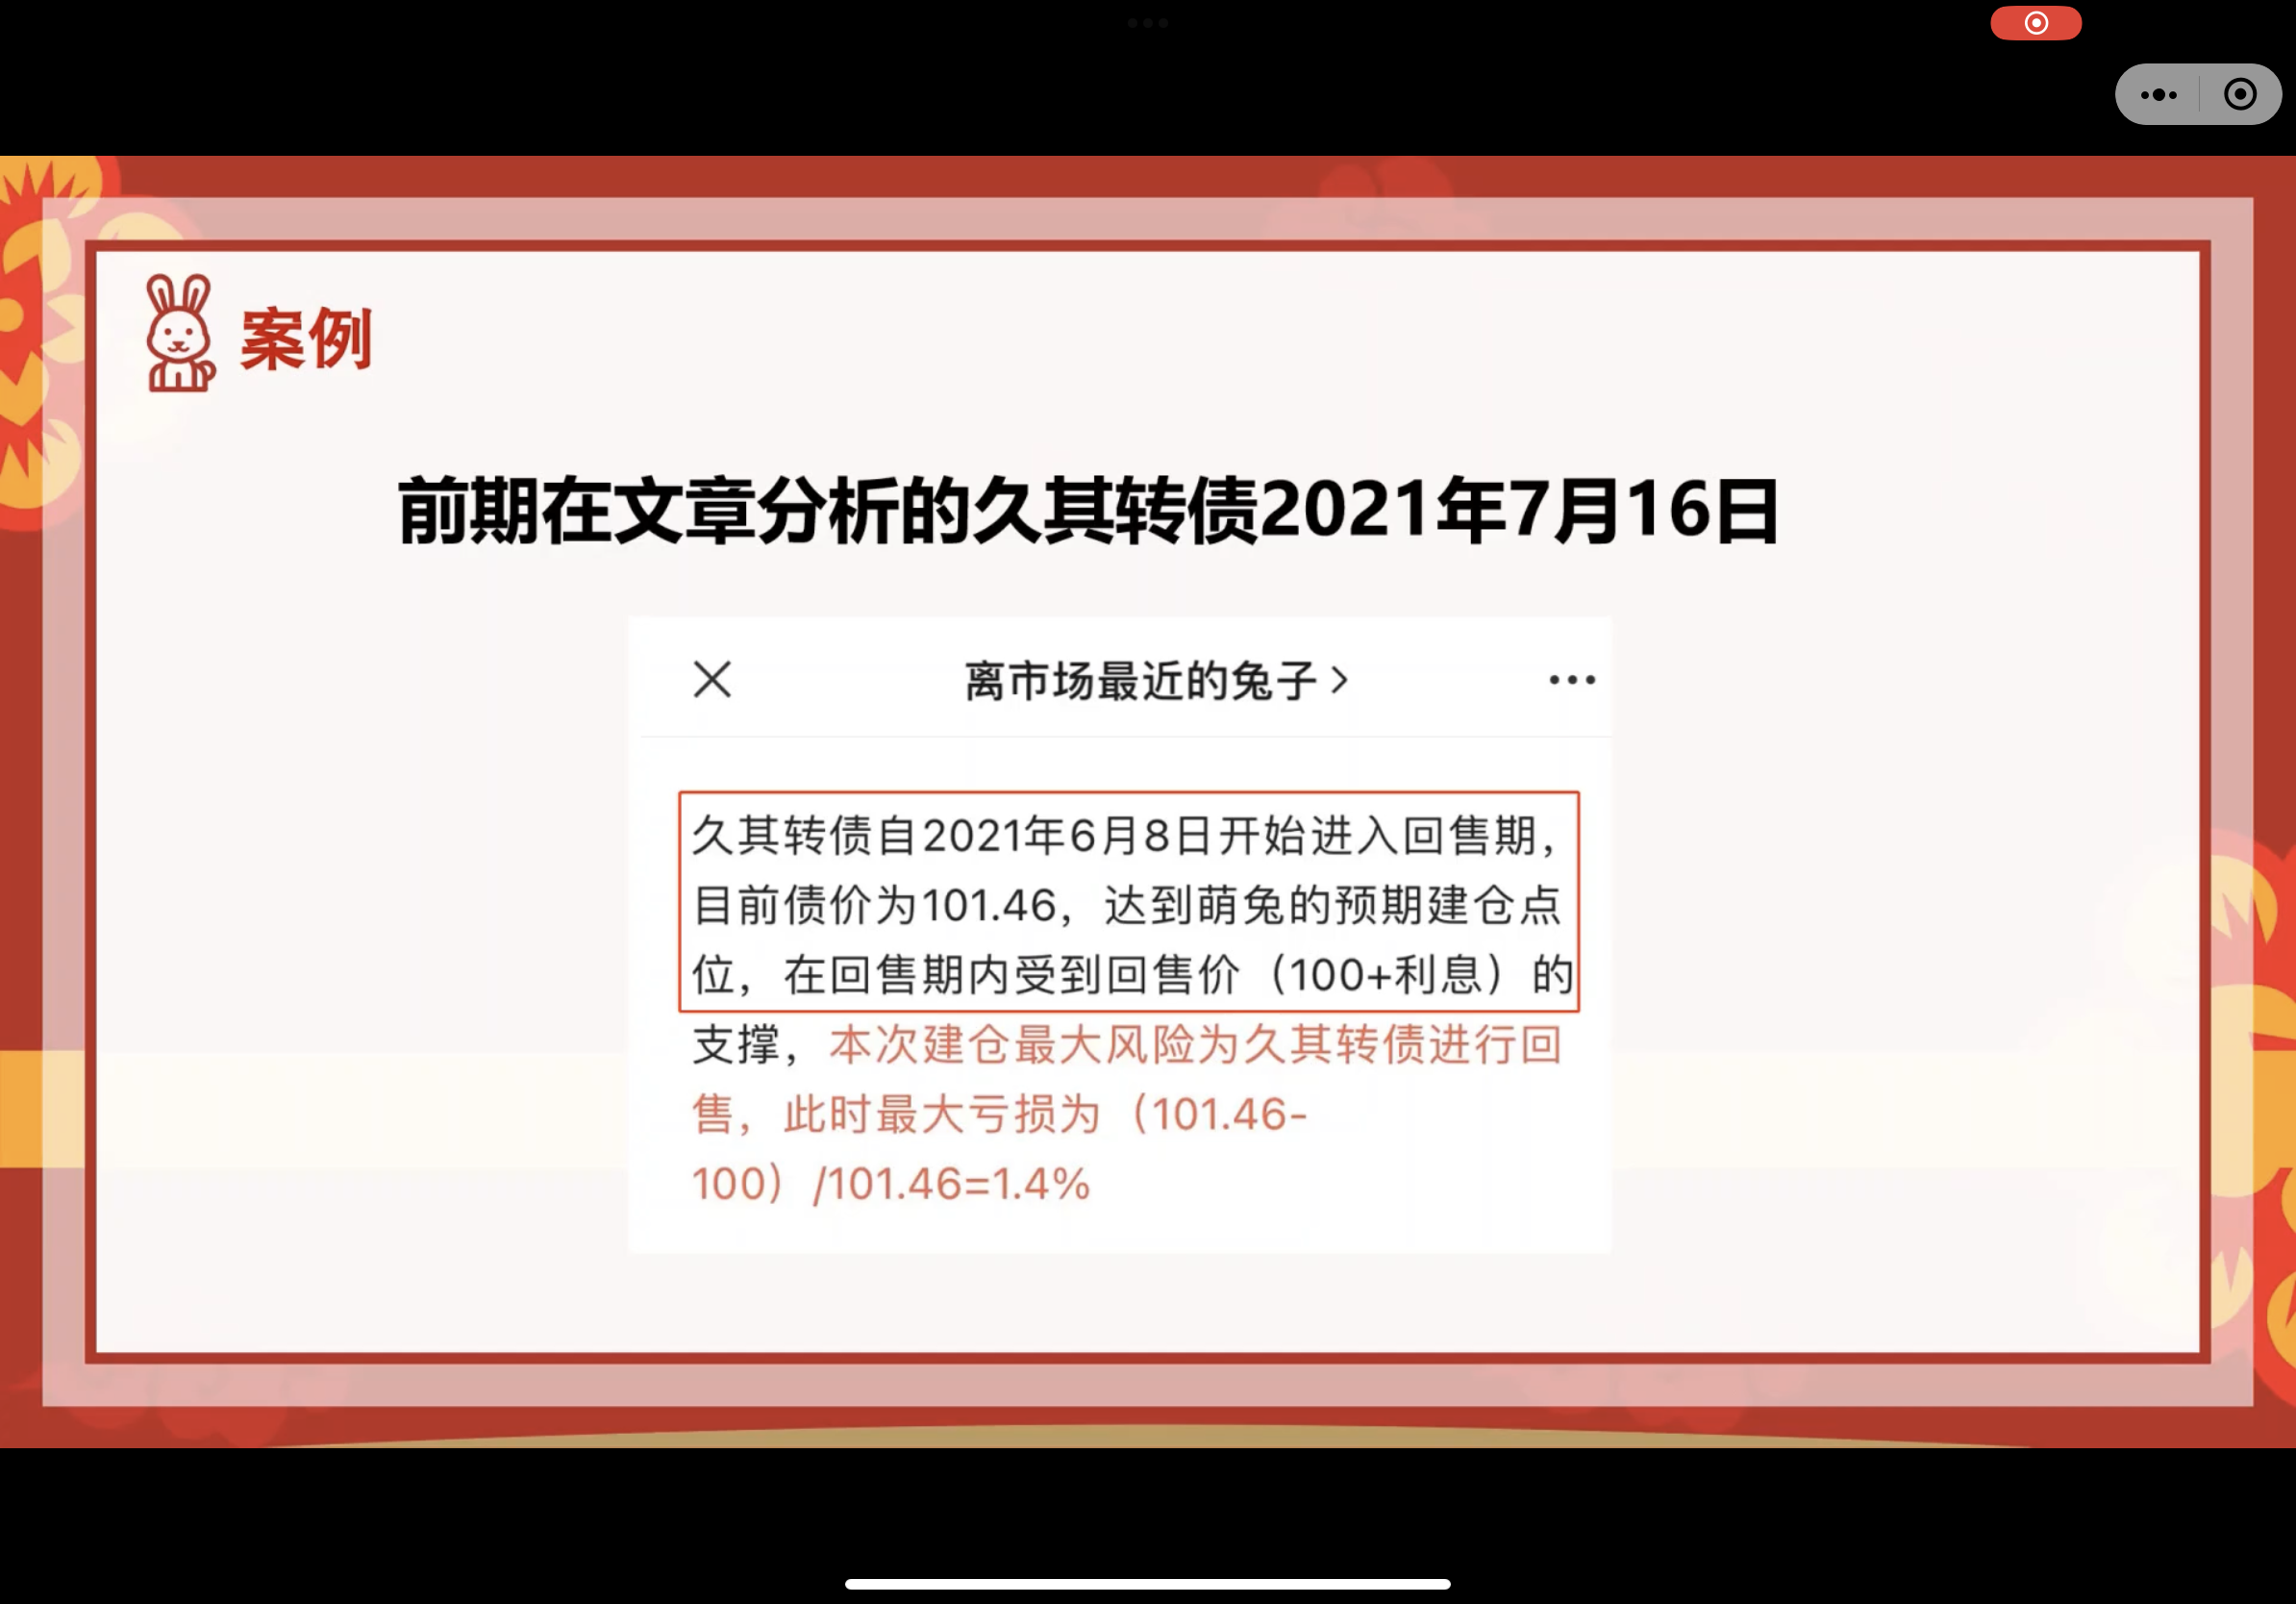 案例
前期在文章分析的久其转债2021年7月16日
离市场最近的兔子
久其转债自2021年6月8日开始进入回售期，
目前债价为101.46，达到萌兔的预期建仓点
位，在回售期内受到回售价（100+利息）的
支撑，本次建仓最大风险为久其转债进行回
售，此时最大亏损为（101.46-
100）/101.46=1.4%